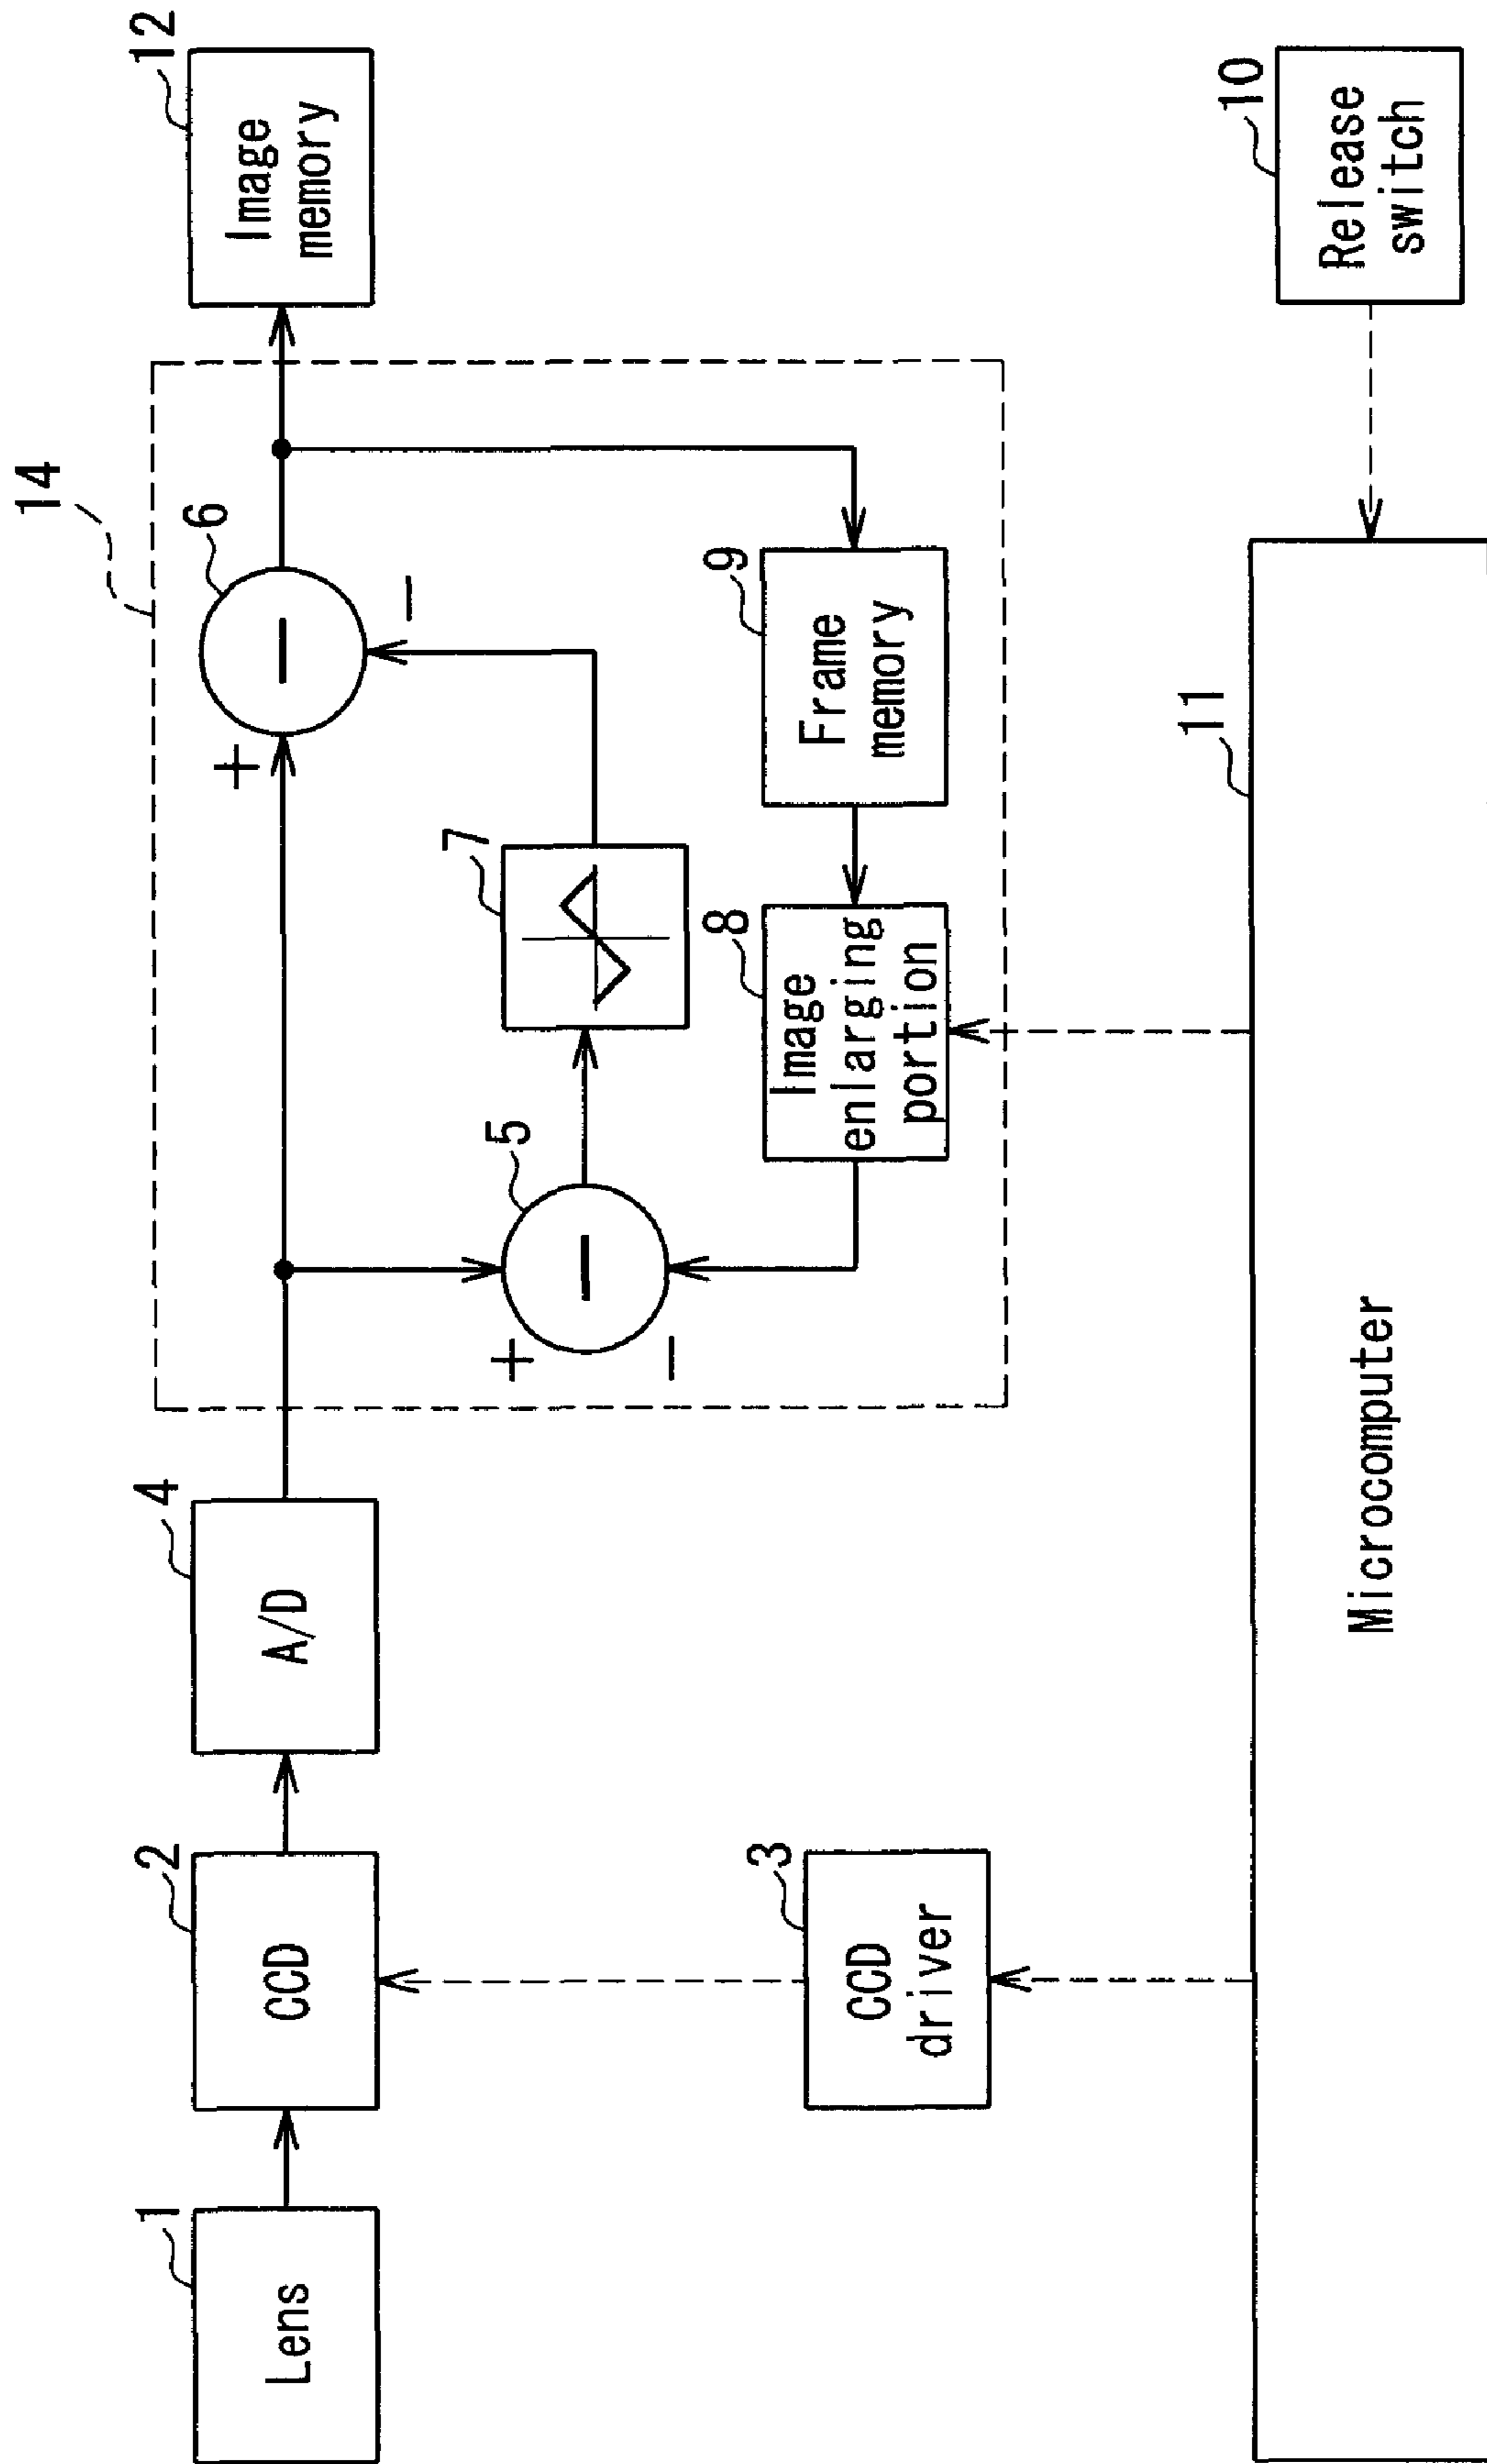 14
1
Lens
2
CCD
4
A/D
+
−
6
−
12
Image
memory
+
−
−
5
7
3
CCD
driver
8
Image
enlarging
portion
9
Frame
memory
11
Microcomputer
10
Release
switch